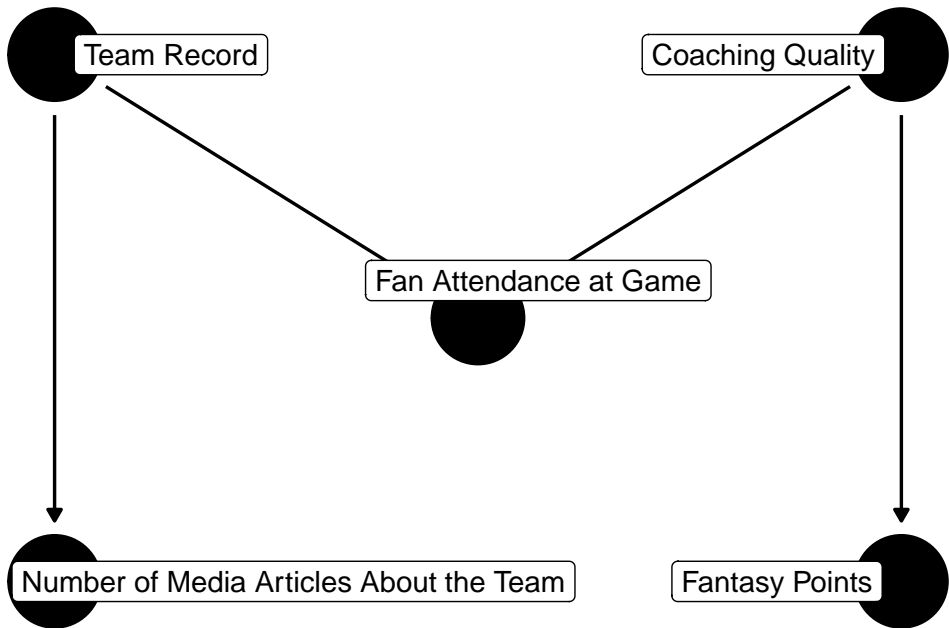 Team Record
Coaching Quality
Fan Attendance at Game
Number of Media Articles About the Team
Fantasy Points